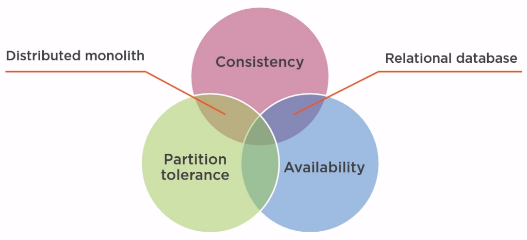 Distributed monolith
Consistency
Relational database
Partition
tolerance
Availability